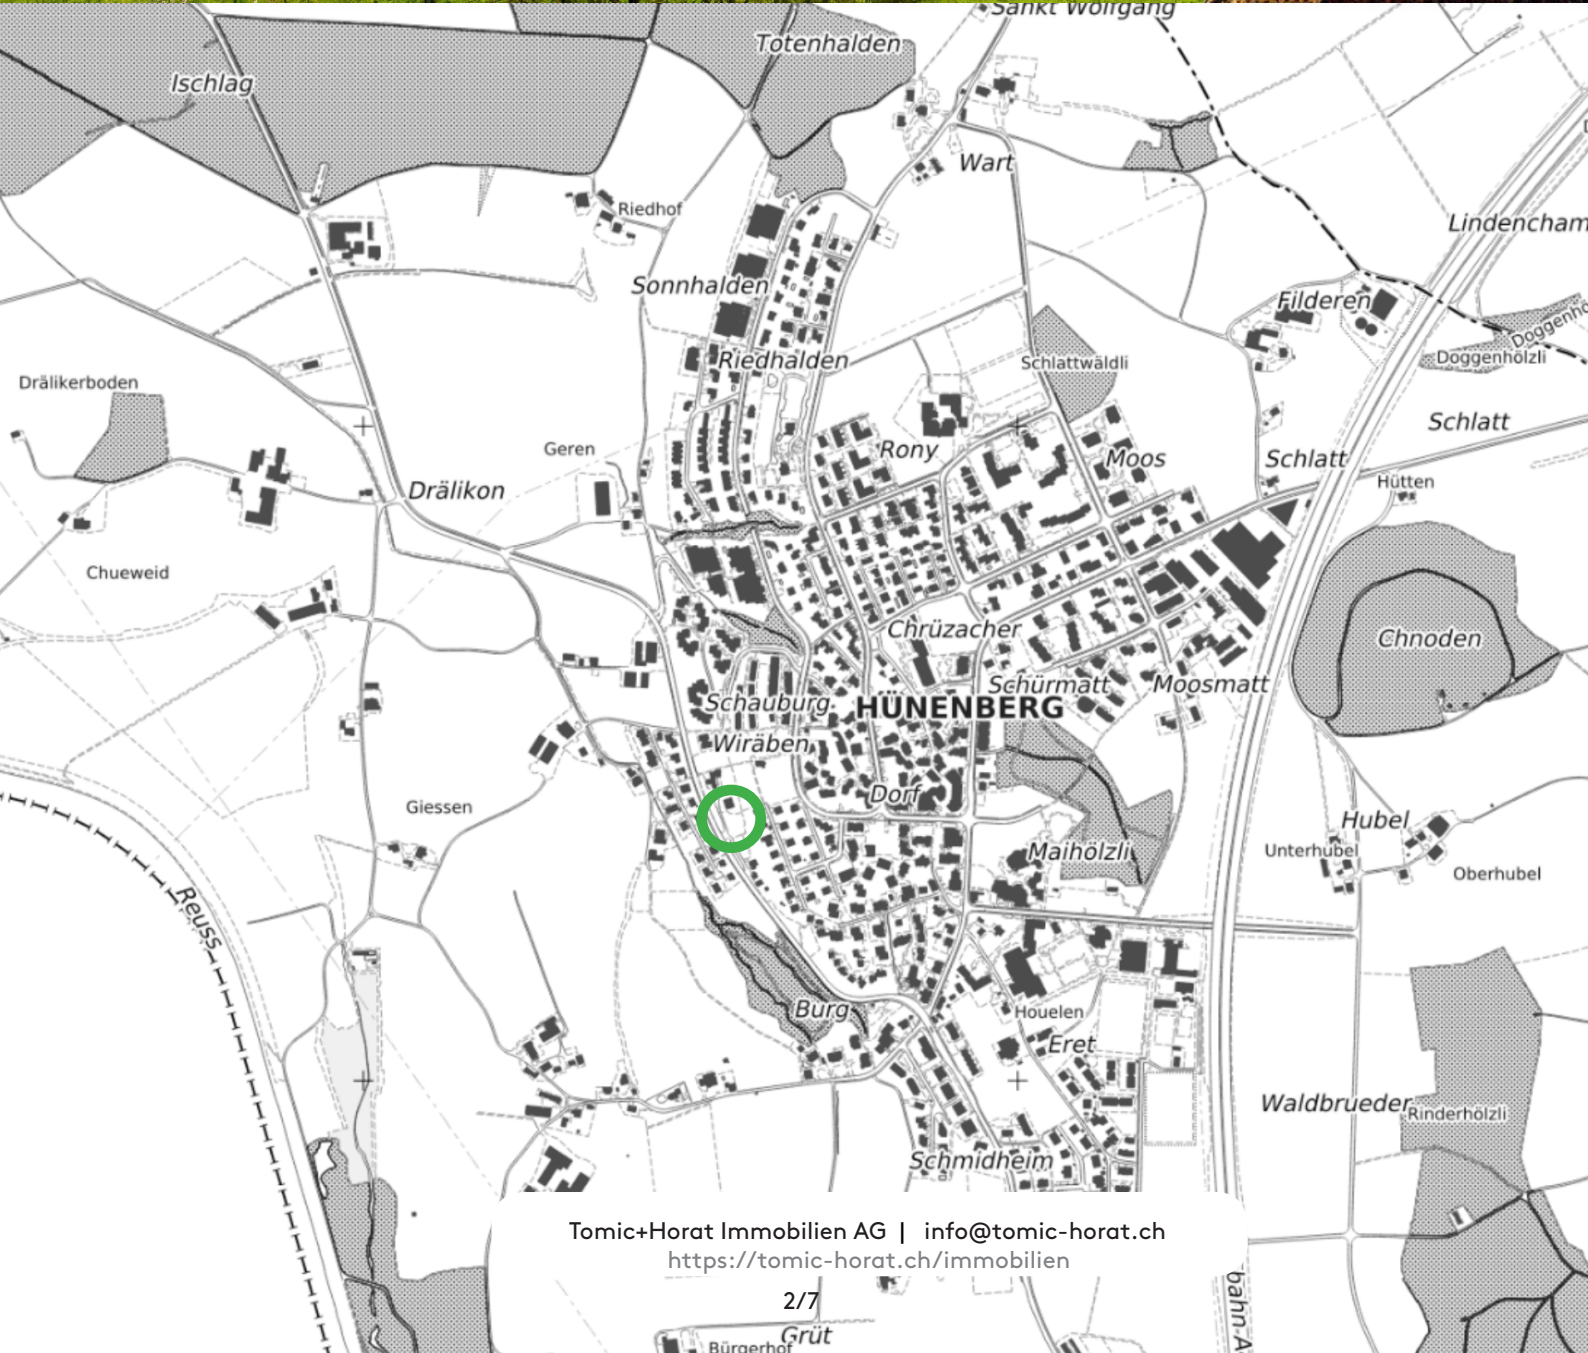 Sankt Wolfgang
Totenhalden
Ischlag
Wart
Riedhof
Lindencham
Sonnhalden
Filderen
Doggenhö
Doggenhölzli
Riedhalden
Schlattwäldli
Drälikerboden
Schlatt
Geren
Rony
Moos
Schlatt
Hütten
Drälikon
Chueweid
Chrüzacher
Chnoden
Schürmatt
Moosmatt
Schauburg
HÜNENBERG
Wiräben
Dorf
Giessen
Hubel
Unterhubel
Maihölzli
Oberhubel
Reuss
Burg
Houelen
Eret
Waldbrueder
Rinderhölzli
Schmidheim
Tomic+Horat Immobilien AG | info@tomic-horat.ch
https://tomic-horat.ch/immobilien
2/7
bahn-A
Grüt
Bürgerhof